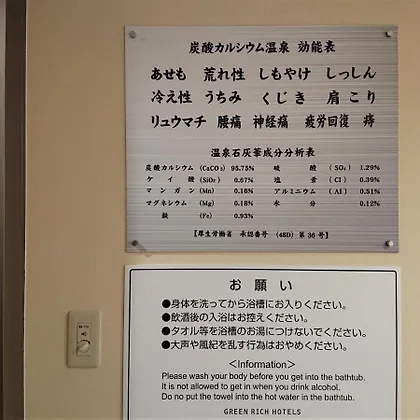 炭酸カルシウム温泉 効能表
あせも 荒れ性 しもやけ しっしん
冷え性 うちみ くじき 肩こり
リュウマチ 腰痛 神経痛 疲労回復 痔
温泉石灰華成分分析表
炭酸カルシウム (CaCO3) 95.75% 硫酸 (SO4) 1.29%
ケイ酸 (SiO2) 0.67% 塩素 (Cl) 0.39%
マンガン (Mn) 0.16% アルミニウム (Al) 0.51%
マグネシウム (Mg) 0.18% 水分 0.12%
鉄 (Fe) 0.93%
【厚生労働省 承認番号 (48D) 第36号】
お願い
●身体を洗ってから浴槽にお入りください。
●飲酒後の入浴はお控えください。
●タオル等を浴槽のお湯につけないでください。
●大声や風紀を乱す行為はおやめください。
<Information>
Please wash your body before you get into the bathtub.
It is not allowed to get in when you drink alcohol.
Do no put the towel into the hot water in the bathtub.
GREEN RICH HOTELS